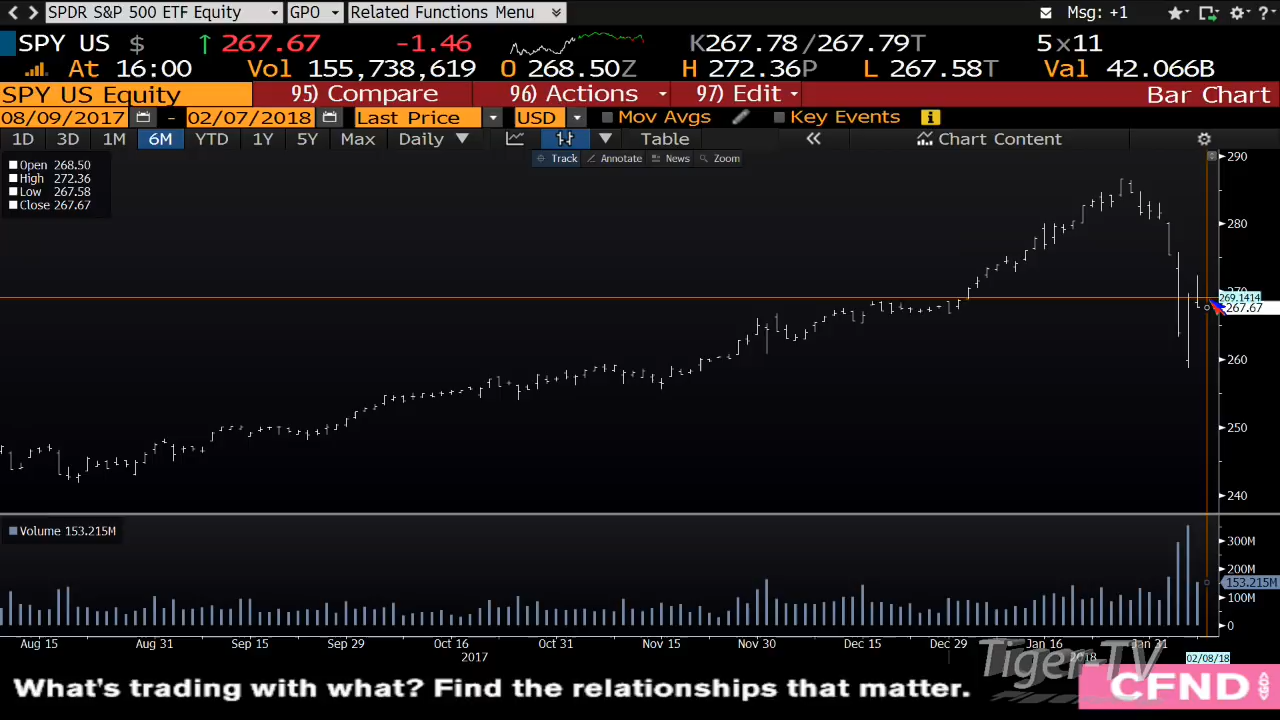 SPDR S&P 500 ETF Equity GPO Related Functions Menu Msg: +1 ?
SPY US $ ↑ 267.67 -1.46 K267.78/267.79T 5x11
At 16:00 Vol 155,738,619 O 268.50Z H 272.36P L 267.58T Val 42.066B
SPY US Equity 95) Compare 96) Actions 97) Edit Bar Chart
08/09/2017 - 02/07/2018 Last Price USD Mov Avgs Key Events i
1D 3D 1M 6M YTD 1Y 5Y Max Daily Table « Chart Content
Track Annotate News Zoom
Open 268.50
High 272.36
Low 267.58
Close 267.67
290
280
269.1414
267.67
260
250
240
Volume 153.215M
300M
200M
153.215M
100M
0
Aug 15 Aug 31 Sep 15 Sep 29 Oct 16 Oct 31 Nov 15 Nov 30 Dec 15 Dec 29 Jan 16 Jan 31
2017 2018 02/08/18
Tiger-TV
What's trading with what? Find the relationships that matter. CFND